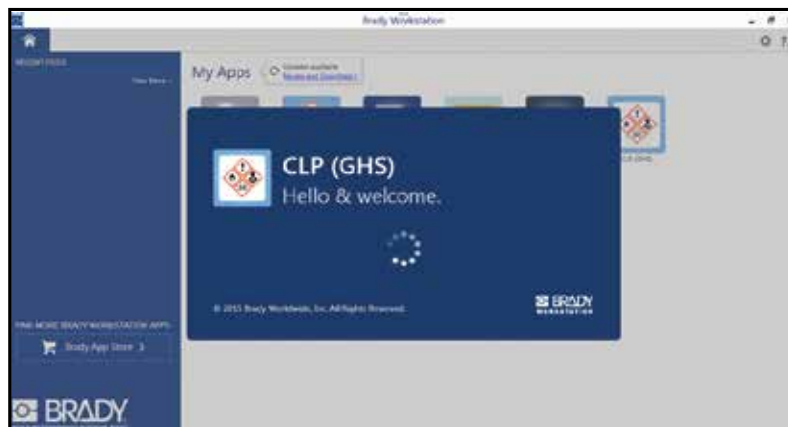 Brady Workstation
RECENT FILES
View More >
My Apps
Updates available
Review and Download >
CLP (GHS)
CLP (GHS)
Hello & welcome.
© 2015 Brady Worldwide, Inc. All Rights Reserved.
BRADY
WORKSTATION
FIND MORE BRADY WORKSTATION APPS
Brady App Store >
BRADY